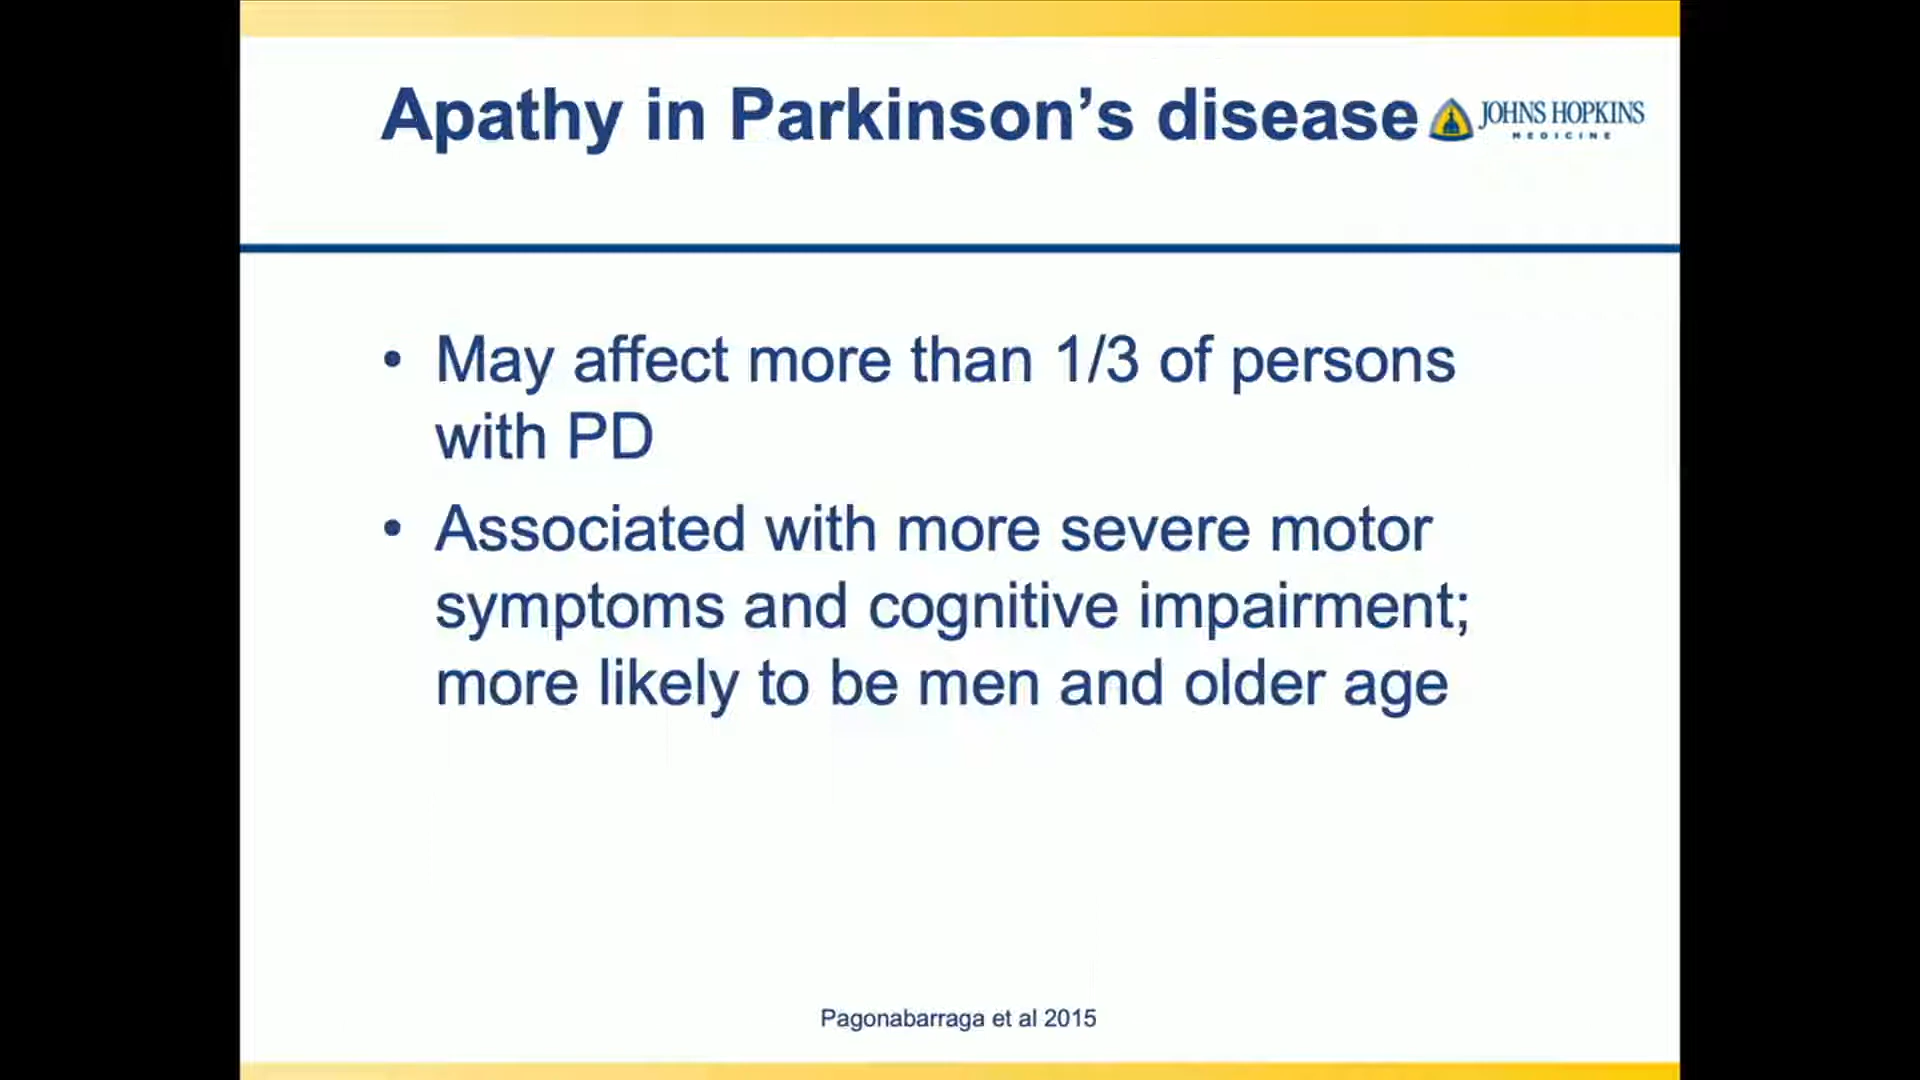 Apathy in Parkinson’s disease
JOHNS HOPKINS
MEDICINE
• May affect more than 1/3 of persons
with PD
• Associated with more severe motor
symptoms and cognitive impairment;
more likely to be men and older age
Pagonabarraga et al 2015